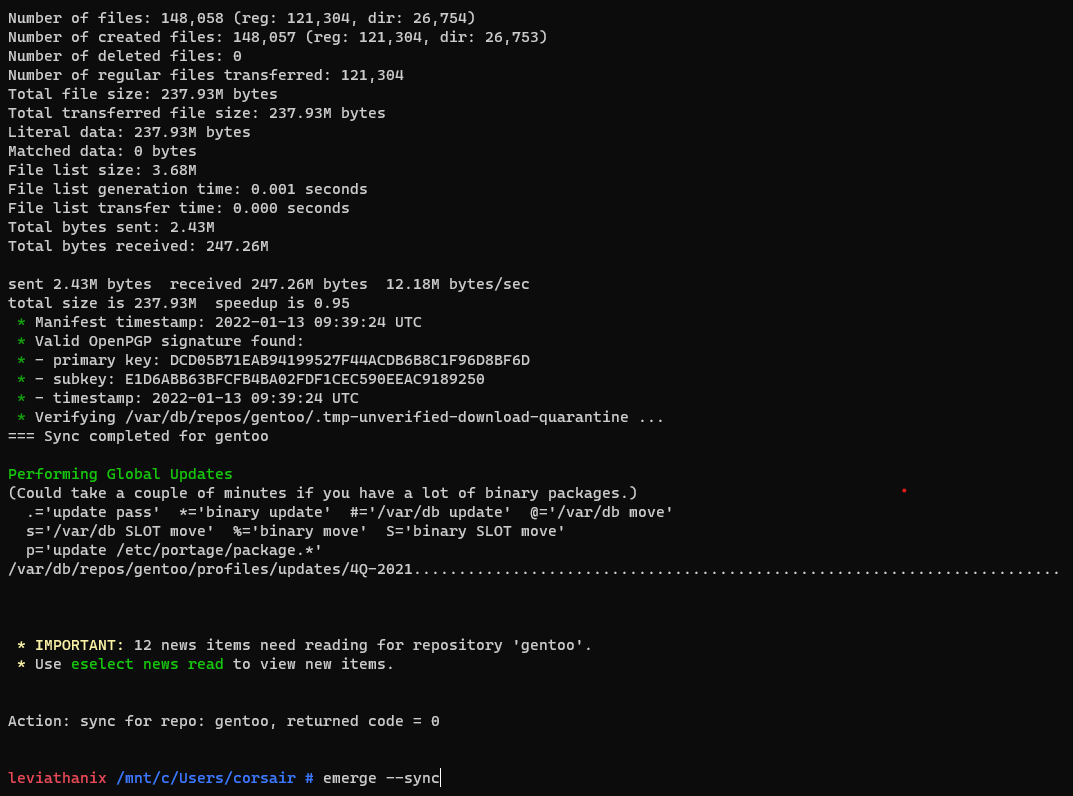 Number of files: 148,058 (reg: 121,304, dir: 26,754)
Number of created files: 148,057 (reg: 121,304, dir: 26,753)
Number of deleted files: 0
Number of regular files transferred: 121,304
Total file size: 237.93M bytes
Total transferred file size: 237.93M bytes
Literal data: 237.93M bytes
Matched data: 0 bytes
File list size: 3.68M
File list generation time: 0.001 seconds
File list transfer time: 0.000 seconds
Total bytes sent: 2.43M
Total bytes received: 247.26M
sent 2.43M bytes  received 247.26M bytes  12.18M bytes/sec
total size is 237.93M  speedup is 0.95
 * Manifest timestamp: 2022-01-13 09:39:24 UTC
 * Valid OpenPGP signature found:
 * - primary key: DCD05B71EAB94199527F44ACDB6B8C1F96D8BF6D
 * - subkey: E1D6ABB63BFCFB4BA02FDF1CEC590EEAC9189250
 * - timestamp: 2022-01-13 09:39:24 UTC
 * Verifying /var/db/repos/gentoo/.tmp-unverified-download-quarantine ...
=== Sync completed for gentoo
Performing Global Updates
(Could take a couple of minutes if you have a lot of binary packages.)
  .='update pass'  *='binary update'  #='/var/db update'  @='/var/db move'
  s='/var/db SLOT move'  %='binary move'  S='binary SLOT move'
  p='update /etc/portage/package.*'
/var/db/repos/gentoo/profiles/updates/4Q-2021........................................................................
 * IMPORTANT: 12 news items need reading for repository 'gentoo'.
 * Use eselect news read to view new items.
Action: sync for repo: gentoo, returned code = 0
leviathanix /mnt/c/Users/corsair # emerge --sync